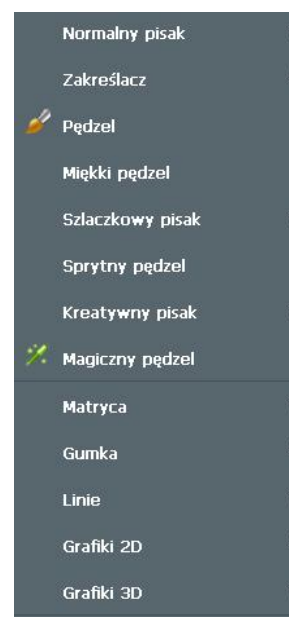 Normalny pisak
Zakreślacz
Pędzel
Miękki pędzel
Szlaczkowy pisak
Sprytny pędzel
Kreatywny pisak
Magiczny pędzel
Matryca
Gumka
Linie
Grafiki 2D
Grafiki 3D